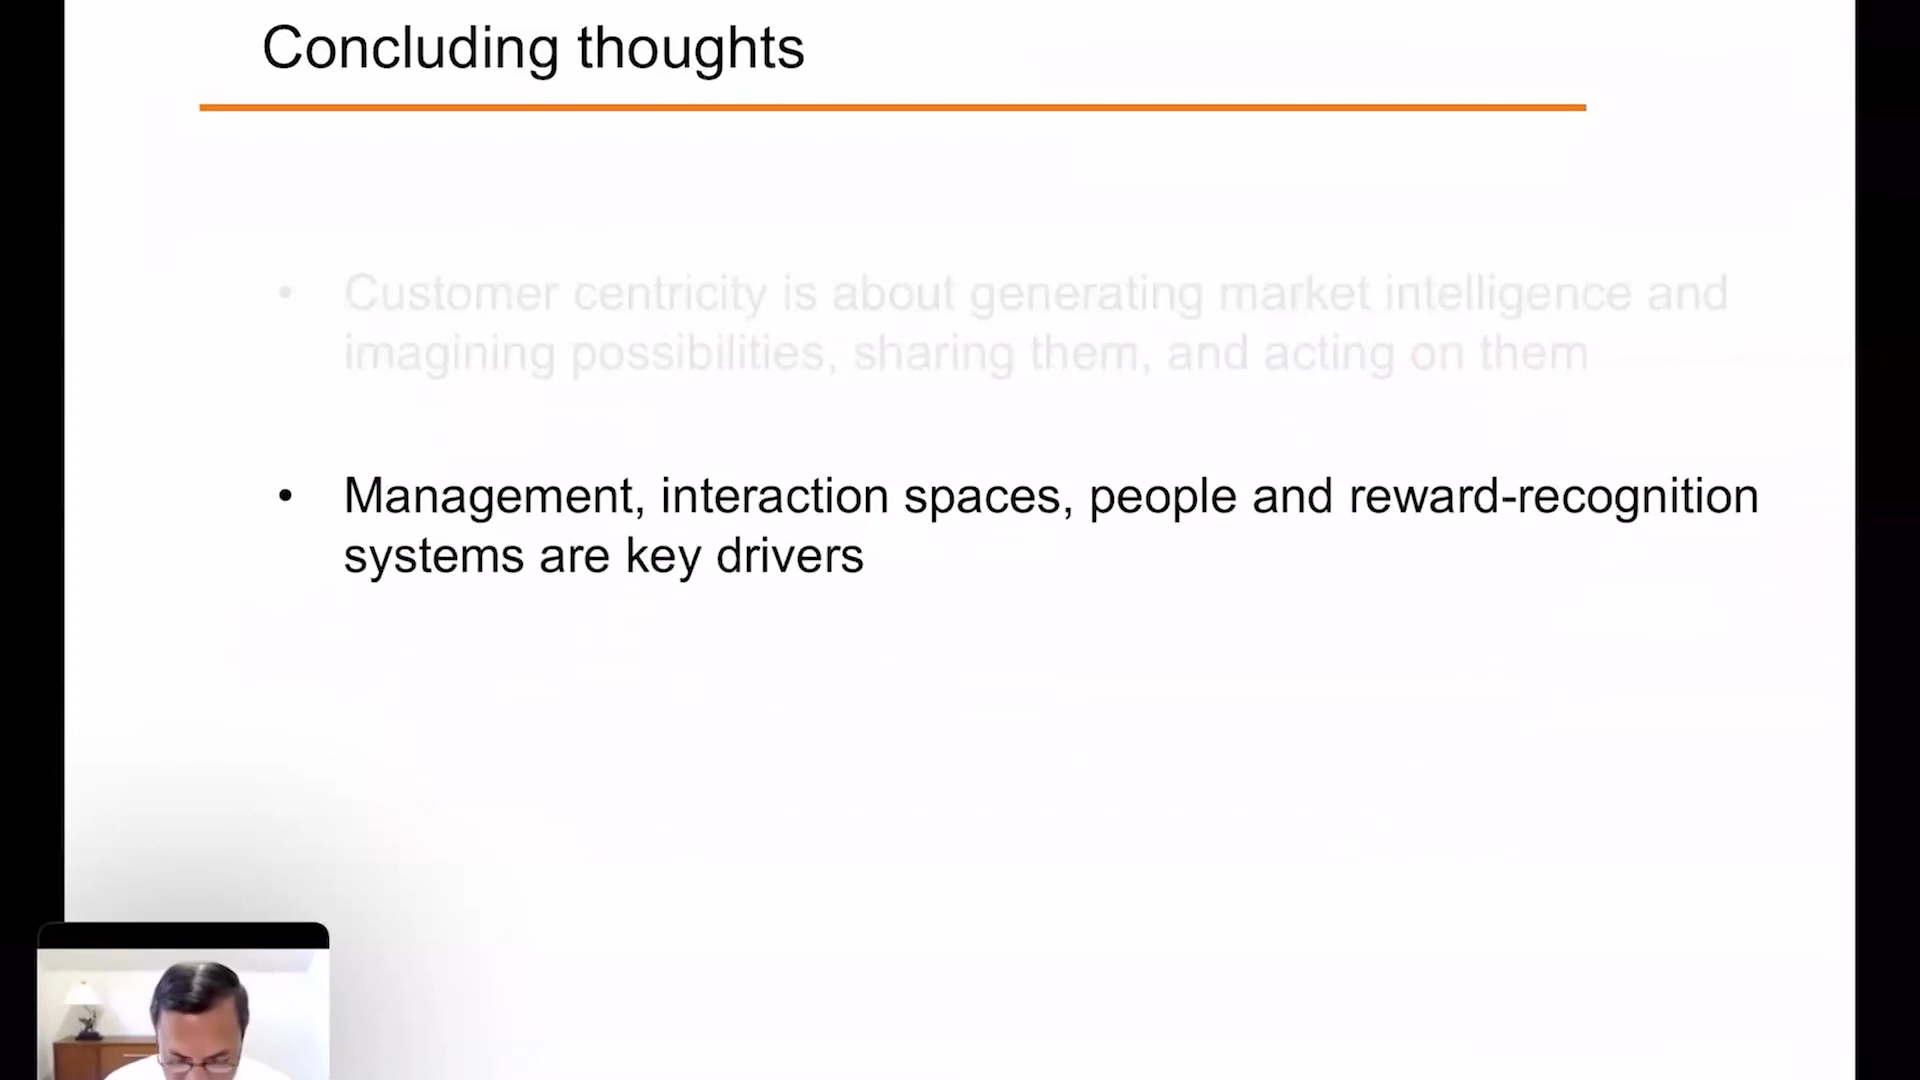 Concluding thoughts
• Customer centricity is about generating market intelligence and
imagining possibilities, sharing them, and acting on them
• Management, interaction spaces, people and reward-recognition
systems are key drivers